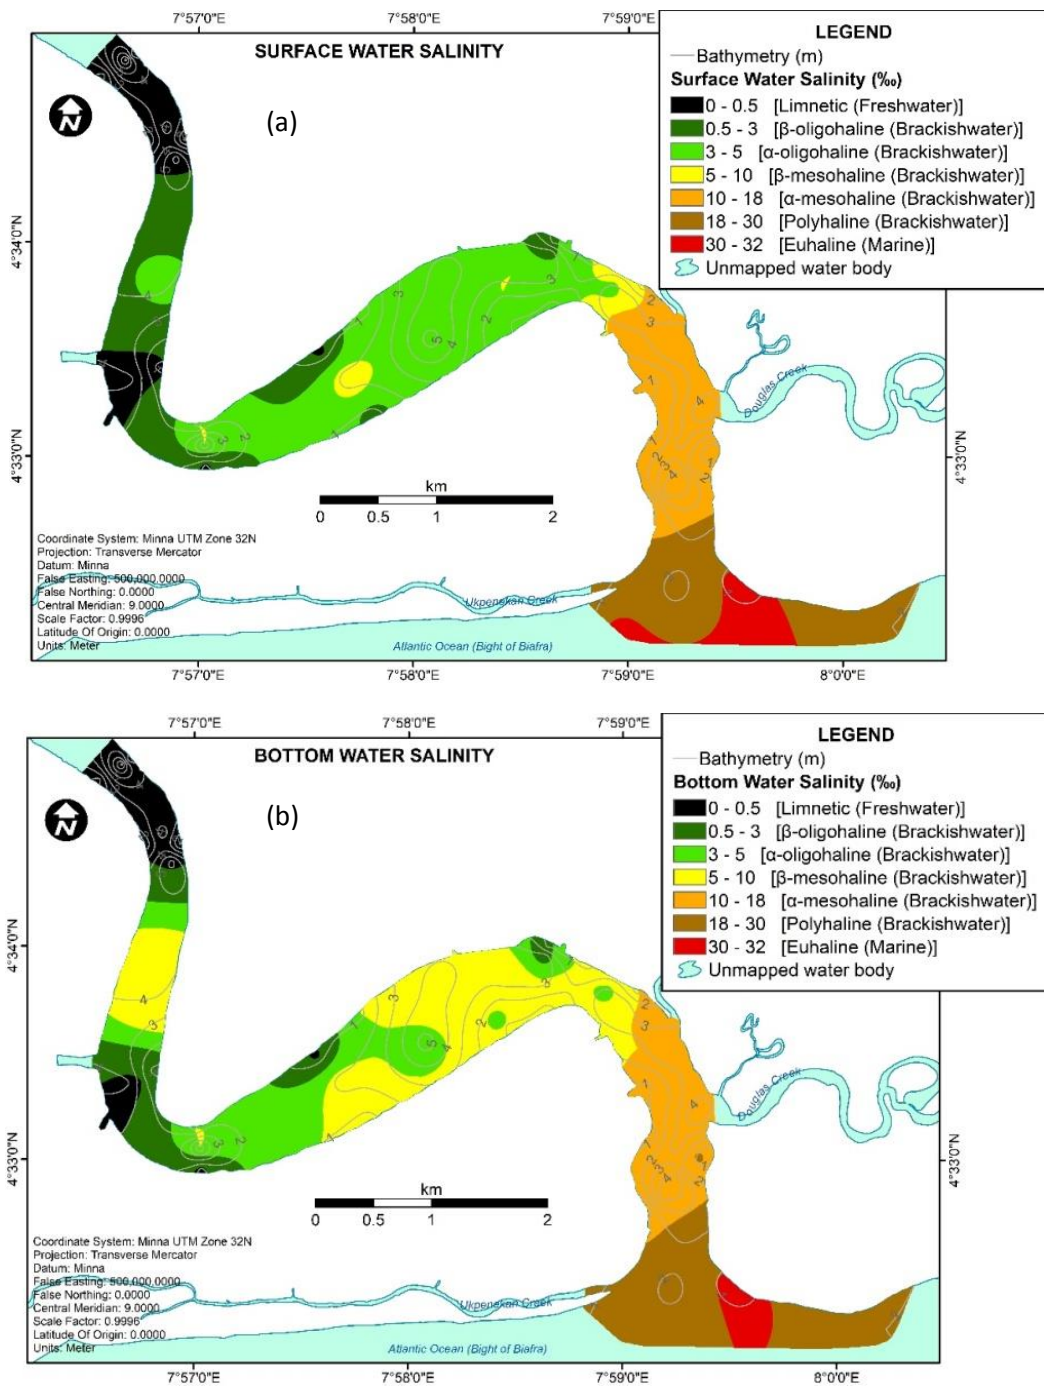 7°57'0"E 7°58'0"E 7°59'0"E
SURFACE WATER SALINITY
(a)
N
LEGEND
Bathymetry (m)
Surface Water Salinity (‰)
0 - 0.5 [Limnetic (Freshwater)]
0.5 - 3 [β-oligohaline (Brackishwater)]
3 - 5 [α-oligohaline (Brackishwater)]
5 - 10 [β-mesohaline (Brackishwater)]
10 - 18 [α-mesohaline (Brackishwater)]
18 - 30 [Polyhaline (Brackishwater)]
30 - 32 [Euhaline (Marine)]
Unmapped water body
4°34'0"N
4°33'0"N
4°33'0"N
Douglas Creek
km
0 0.5 1 2
Coordinate System: Minna UTM Zone 32N
Projection: Transverse Mercator
Datum: Minna
False Easting: 500,000.0000
False Northing: 0.0000
Central Meridian: 9.0000
Scale Factor: 0.9996
Latitude Of Origin: 0.0000
Units: Meter
Ukpenekan Creek
Atlantic Ocean (Bight of Biafra)
7°57'0"E 7°58'0"E 7°59'0"E 8°0'0"E
7°57'0"E 7°58'0"E 7°59'0"E
BOTTOM WATER SALINITY
(b)
N
LEGEND
Bathymetry (m)
Bottom Water Salinity (‰)
0 - 0.5 [Limnetic (Freshwater)]
0.5 - 3 [β-oligohaline (Brackishwater)]
3 - 5 [α-oligohaline (Brackishwater)]
5 - 10 [β-mesohaline (Brackishwater)]
10 - 18 [α-mesohaline (Brackishwater)]
18 - 30 [Polyhaline (Brackishwater)]
30 - 32 [Euhaline (Marine)]
Unmapped water body
4°34'0"N
4°33'0"N
4°33'0"N
Douglas Creek
km
0 0.5 1 2
Coordinate System: Minna UTM Zone 32N
Projection: Transverse Mercator
Datum: Minna
False Easting: 500,000.0000
False Northing: 0.0000
Central Meridian: 9.0000
Scale Factor: 0.9996
Latitude Of Origin: 0.0000
Units: Meter
Ukpenekan Creek
Atlantic Ocean (Bight of Biafra)
7°57'0"E 7°58'0"E 7°59'0"E 8°0'0"E